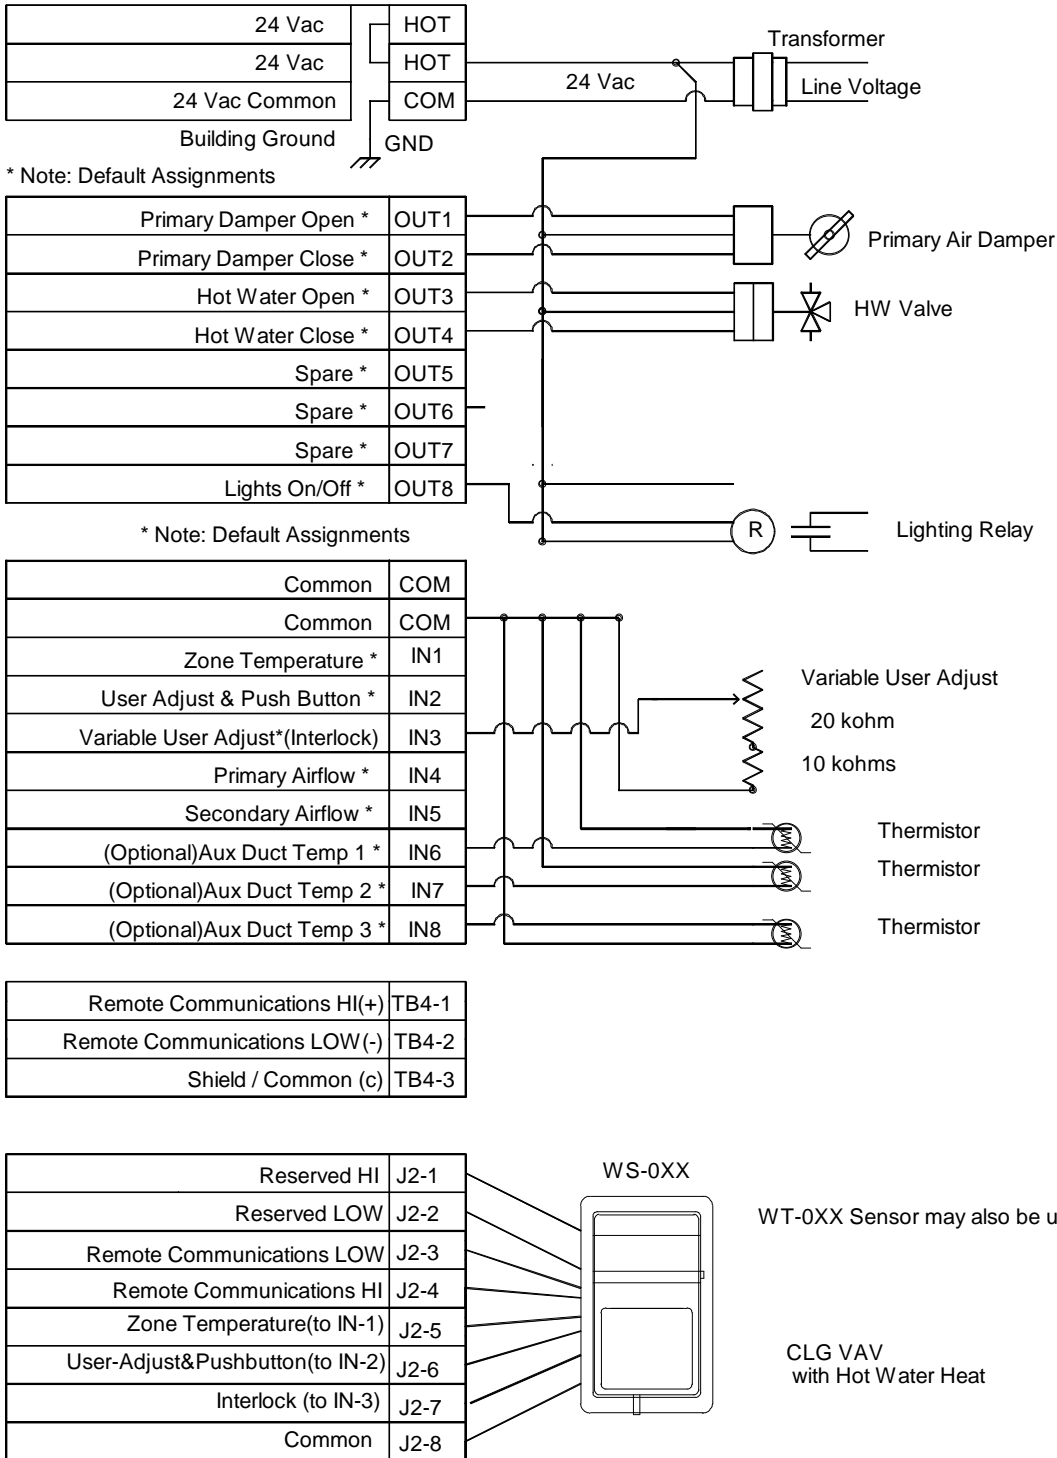 24 Vac HOT
24 Vac HOT
24 Vac Common COM
Building Ground GND
24 Vac
Transformer
Line Voltage
* Note: Default Assignments
Primary Damper Open * OUT1
Primary Damper Close * OUT2
Hot Water Open * OUT3
Hot Water Close * OUT4
Spare * OUT5
Spare * OUT6
Spare * OUT7
Lights On/Off * OUT8
Primary Air Damper
HW Valve
R
Lighting Relay
* Note: Default Assignments
Common COM
Common COM
Zone Temperature * IN1
User Adjust & Push Button * IN2
Variable User Adjust*(Interlock) IN3
Primary Airflow * IN4
Secondary Airflow * IN5
(Optional)Aux Duct Temp 1 * IN6
(Optional)Aux Duct Temp 2 * IN7
(Optional)Aux Duct Temp 3 * IN8
Variable User Adjust
20 kohm
10 kohms
Thermistor
Thermistor
Thermistor
Remote Communications HI(+) TB4-1
Remote Communications LOW(-) TB4-2
Shield / Common (c) TB4-3
Reserved HI J2-1
Reserved LOW J2-2
Remote Communications LOW J2-3
Remote Communications HI J2-4
Zone Temperature(to IN-1) J2-5
User-Adjust&Pushbutton(to IN-2) J2-6
Interlock (to IN-3) J2-7
Common J2-8
WS-0XX
WT-0XX Sensor may also be u
CLG VAV
with Hot Water Heat